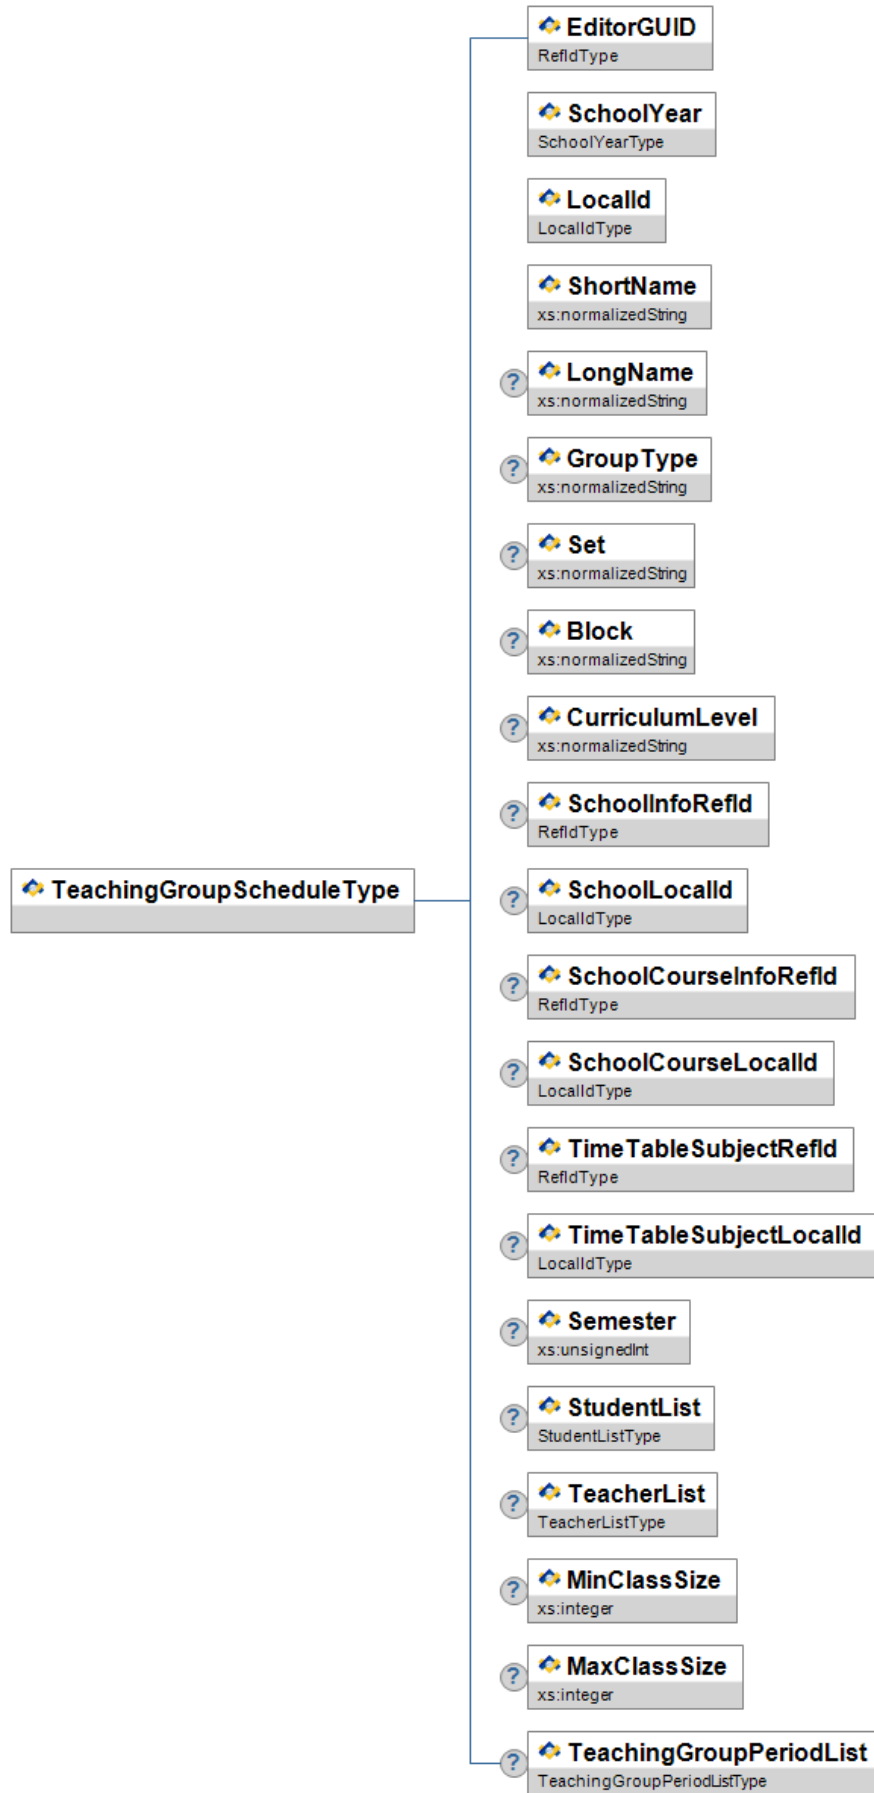 EditorGUID
RefIdType
SchoolYear
SchoolYearType
LocalId
LocalIdType
ShortName
xs:normalizedString
?
LongName
xs:normalizedString
?
GroupType
xs:normalizedString
?
Set
xs:normalizedString
?
Block
xs:normalizedString
?
CurriculumLevel
xs:normalizedString
?
SchoolInfoRefId
RefIdType
TeachingGroupScheduleType
?
SchoolLocalId
LocalIdType
?
SchoolCourseInfoRefId
RefIdType
?
SchoolCourseLocalId
LocalIdType
?
TimeTableSubjectRefId
RefIdType
?
TimeTableSubjectLocalId
LocalIdType
?
Semester
xs:unsignedInt
?
StudentList
StudentListType
?
TeacherList
TeacherListType
?
MinClassSize
xs:integer
?
MaxClassSize
xs:integer
?
TeachingGroupPeriodList
TeachingGroupPeriodListType